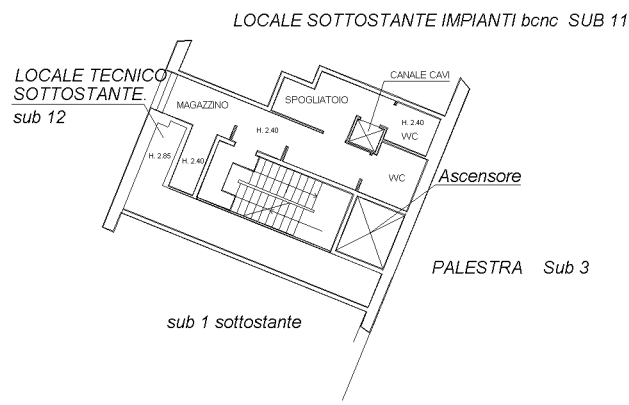 LOCALE SOTTOSTANTE IMPIANTI bcnc SUB 11
LOCALE TECNICO
SOTTOSTANTE.
sub 12
CANALE CAVI
MAGAZZINO
SPOGLIATOIO
H. 2.40
WC
H. 2.40
H. 2.85
H. 2.40
WC
Ascensore
PALESTRA Sub 3
sub 1 sottostante